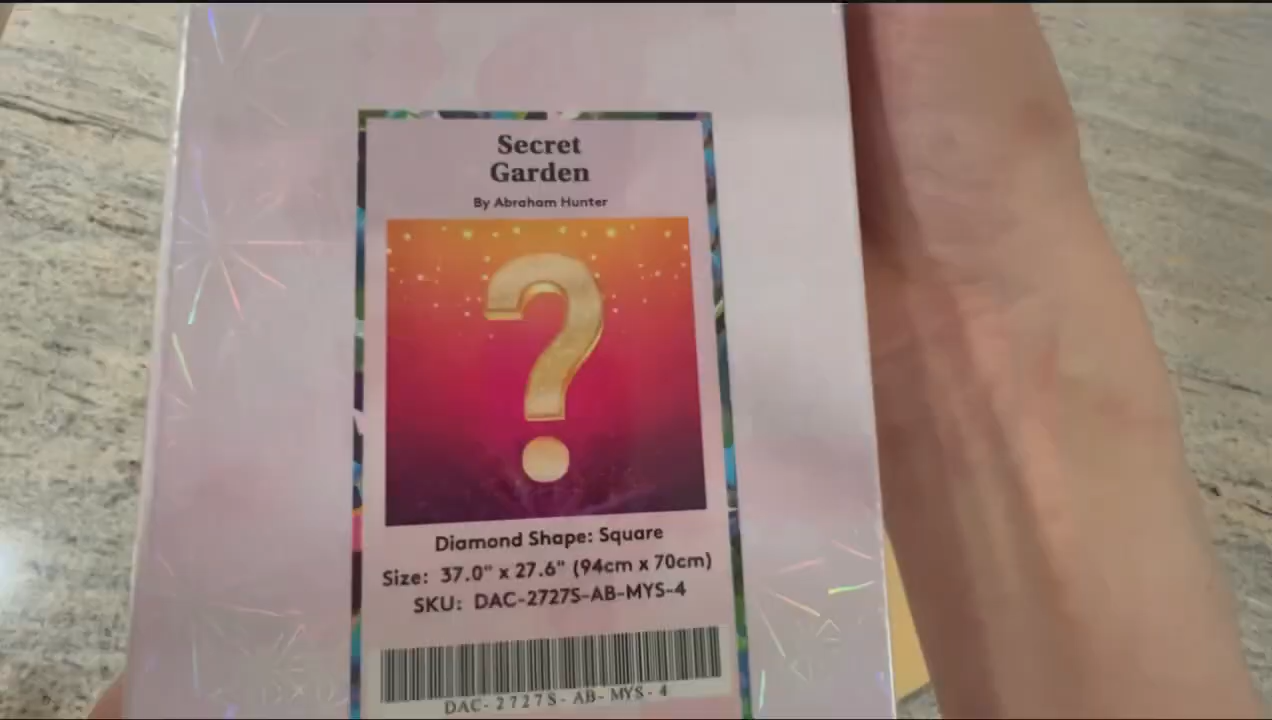 Secret
Garden
By Abraham Hunter
?
Diamond Shape: Square
Size: 37.0" x 27.6" (94cm x 70cm)
SKU: DAC-2727S-AB-MYS-4
DAC-2727S-AB-MYS-4